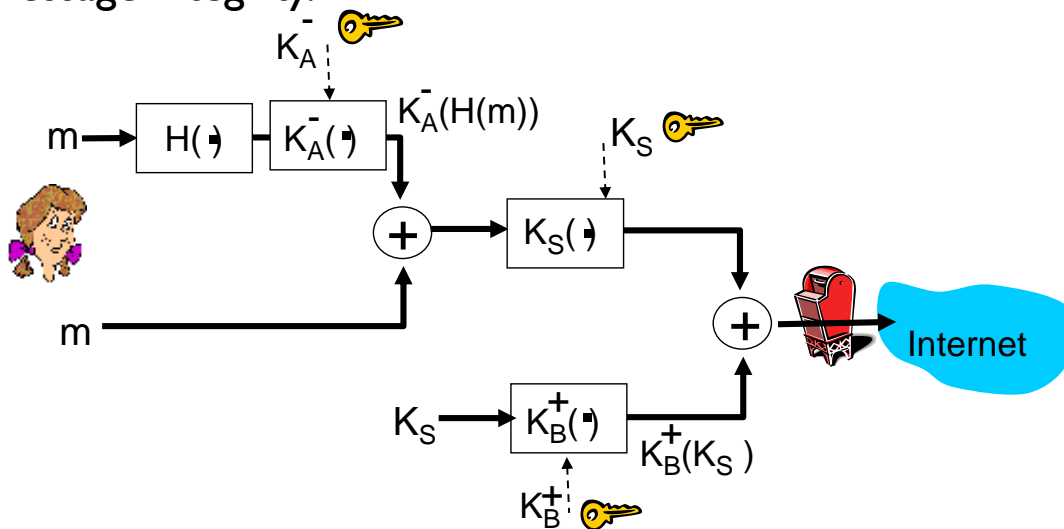 K_A^-
m
H(·)
K_A^-(·)
K_A^-(H(m))
K_S
+
K_S(·)
m
+
Internet
K_S
K_B^+(·)
K_B^+(K_S)
K_B^+